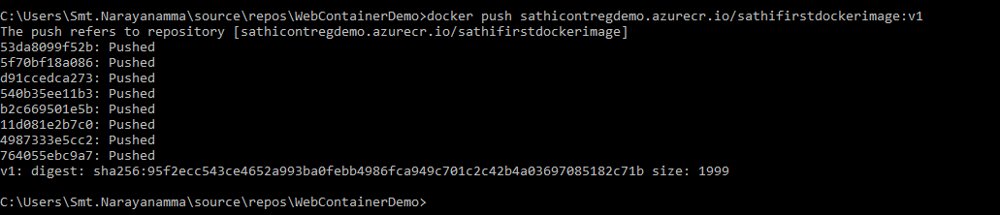 C:\Users\Smt.Narayanamma\source\repos\WebContainerDemo>docker push sathicontregdemo.azurecr.io/sathifirstdockerimage:v1
The push refers to repository [sathicontregdemo.azurecr.io/sathifirstdockerimage]
53da8099f52b: Pushed
5f70bf18a086: Pushed
d91ccedca273: Pushed
540b35ee11b3: Pushed
b2c669501e5b: Pushed
11d081e2b7c0: Pushed
4987333e5cc2: Pushed
764055ebc9a7: Pushed
v1: digest: sha256:95f2ecc543ce4652a993ba0febb4986fca949c701c2c42b4a03697085182c71b size: 1999
C:\Users\Smt.Narayanamma\source\repos\WebContainerDemo>